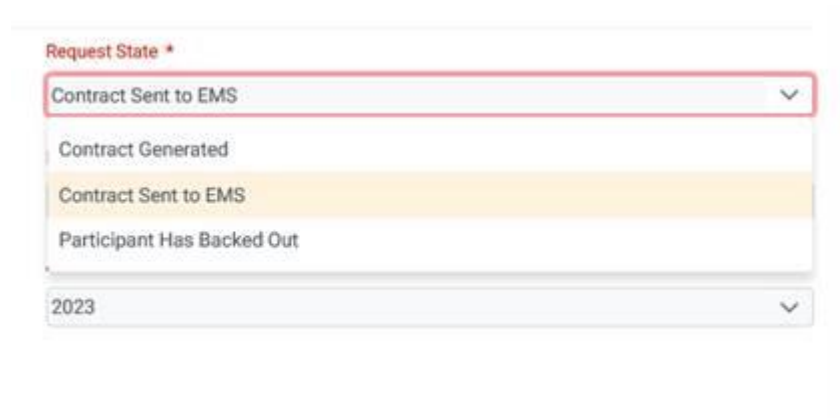 Request State *
Contract Sent to EMS
Contract Generated
Contract Sent to EMS
Participant Has Backed Out
2023